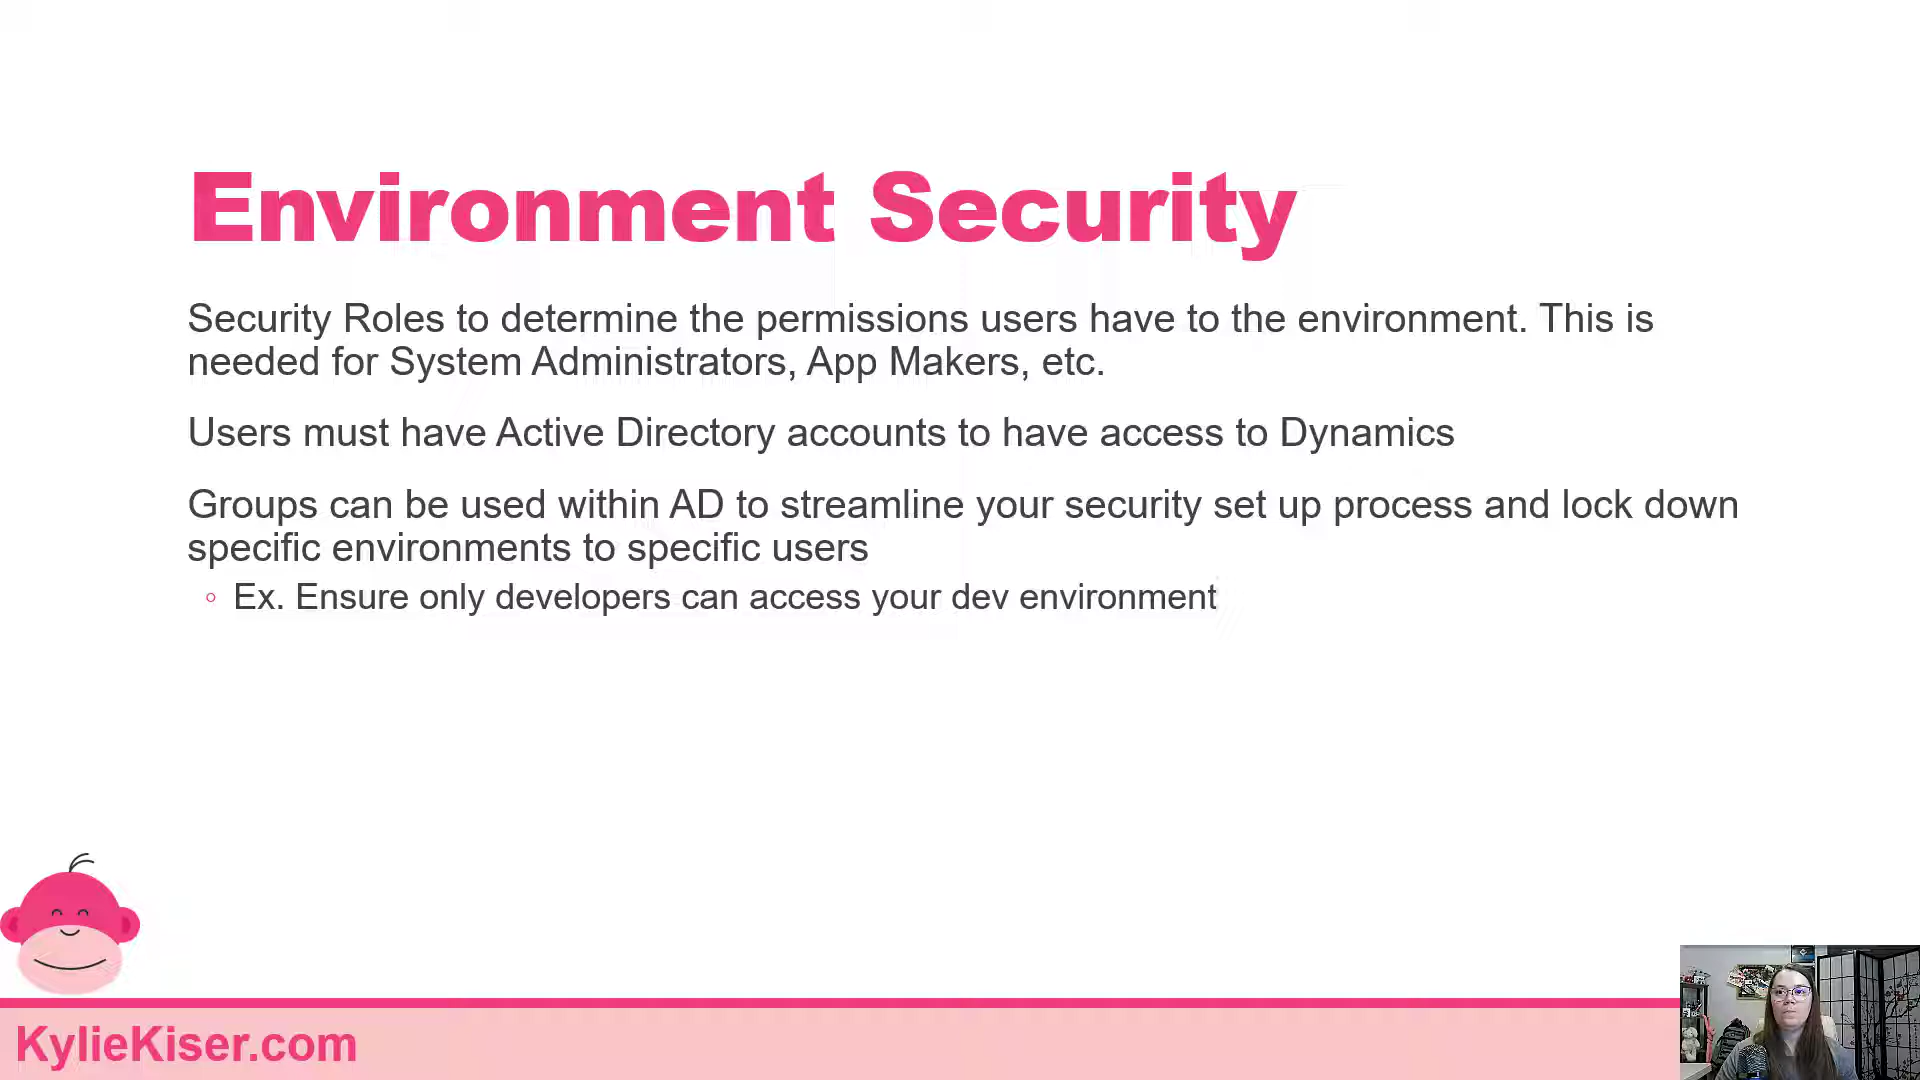 Environment Security
Security Roles to determine the permissions users have to the environment. This is
needed for System Administrators, App Makers, etc.
Users must have Active Directory accounts to have access to Dynamics
Groups can be used within AD to streamline your security set up process and lock down
specific environments to specific users
◦ Ex. Ensure only developers can access your dev environment
KylieKiser.com